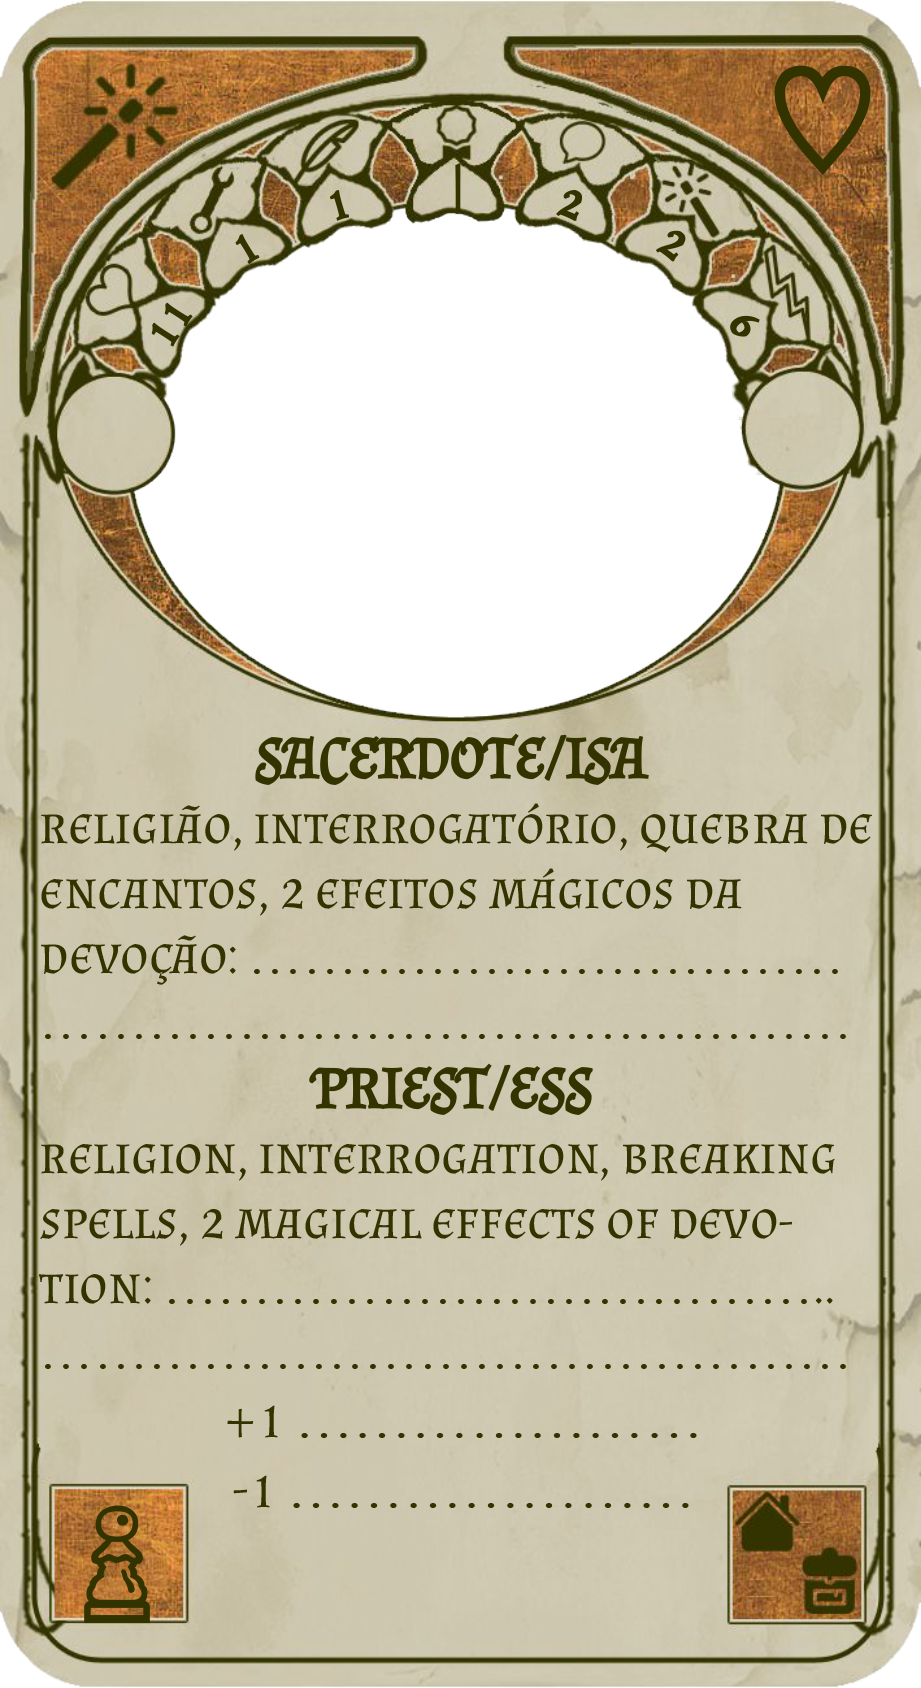 11 1 1 2 2 6
SACERDOTE/ISA
RELIGIÃO, INTERROGATÓRIO, QUEBRA DE
ENCANTOS, 2 EFEITOS MÁGICOS DA
DEVOÇÃO: .................................
.............................................
PRIEST/ESS
RELIGION, INTERROGATION, BREAKING
SPELLS, 2 MAGICAL EFFECTS OF DEVO-
TION: ......................................
..............................................
+1 .....................
-1 .....................